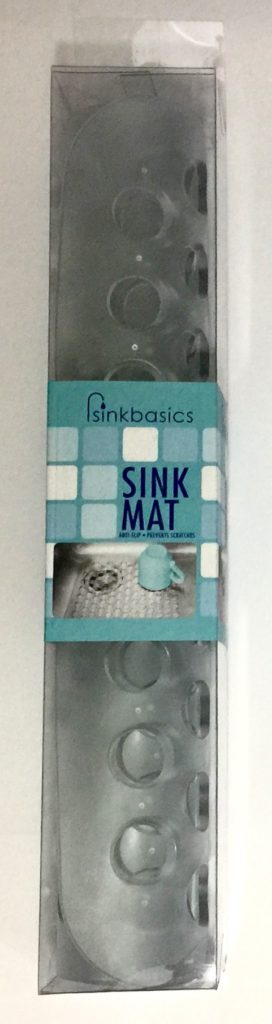 sinkbasics
SINK
MAT
ANTI-SLIP • PREVENTS SCRATCHES